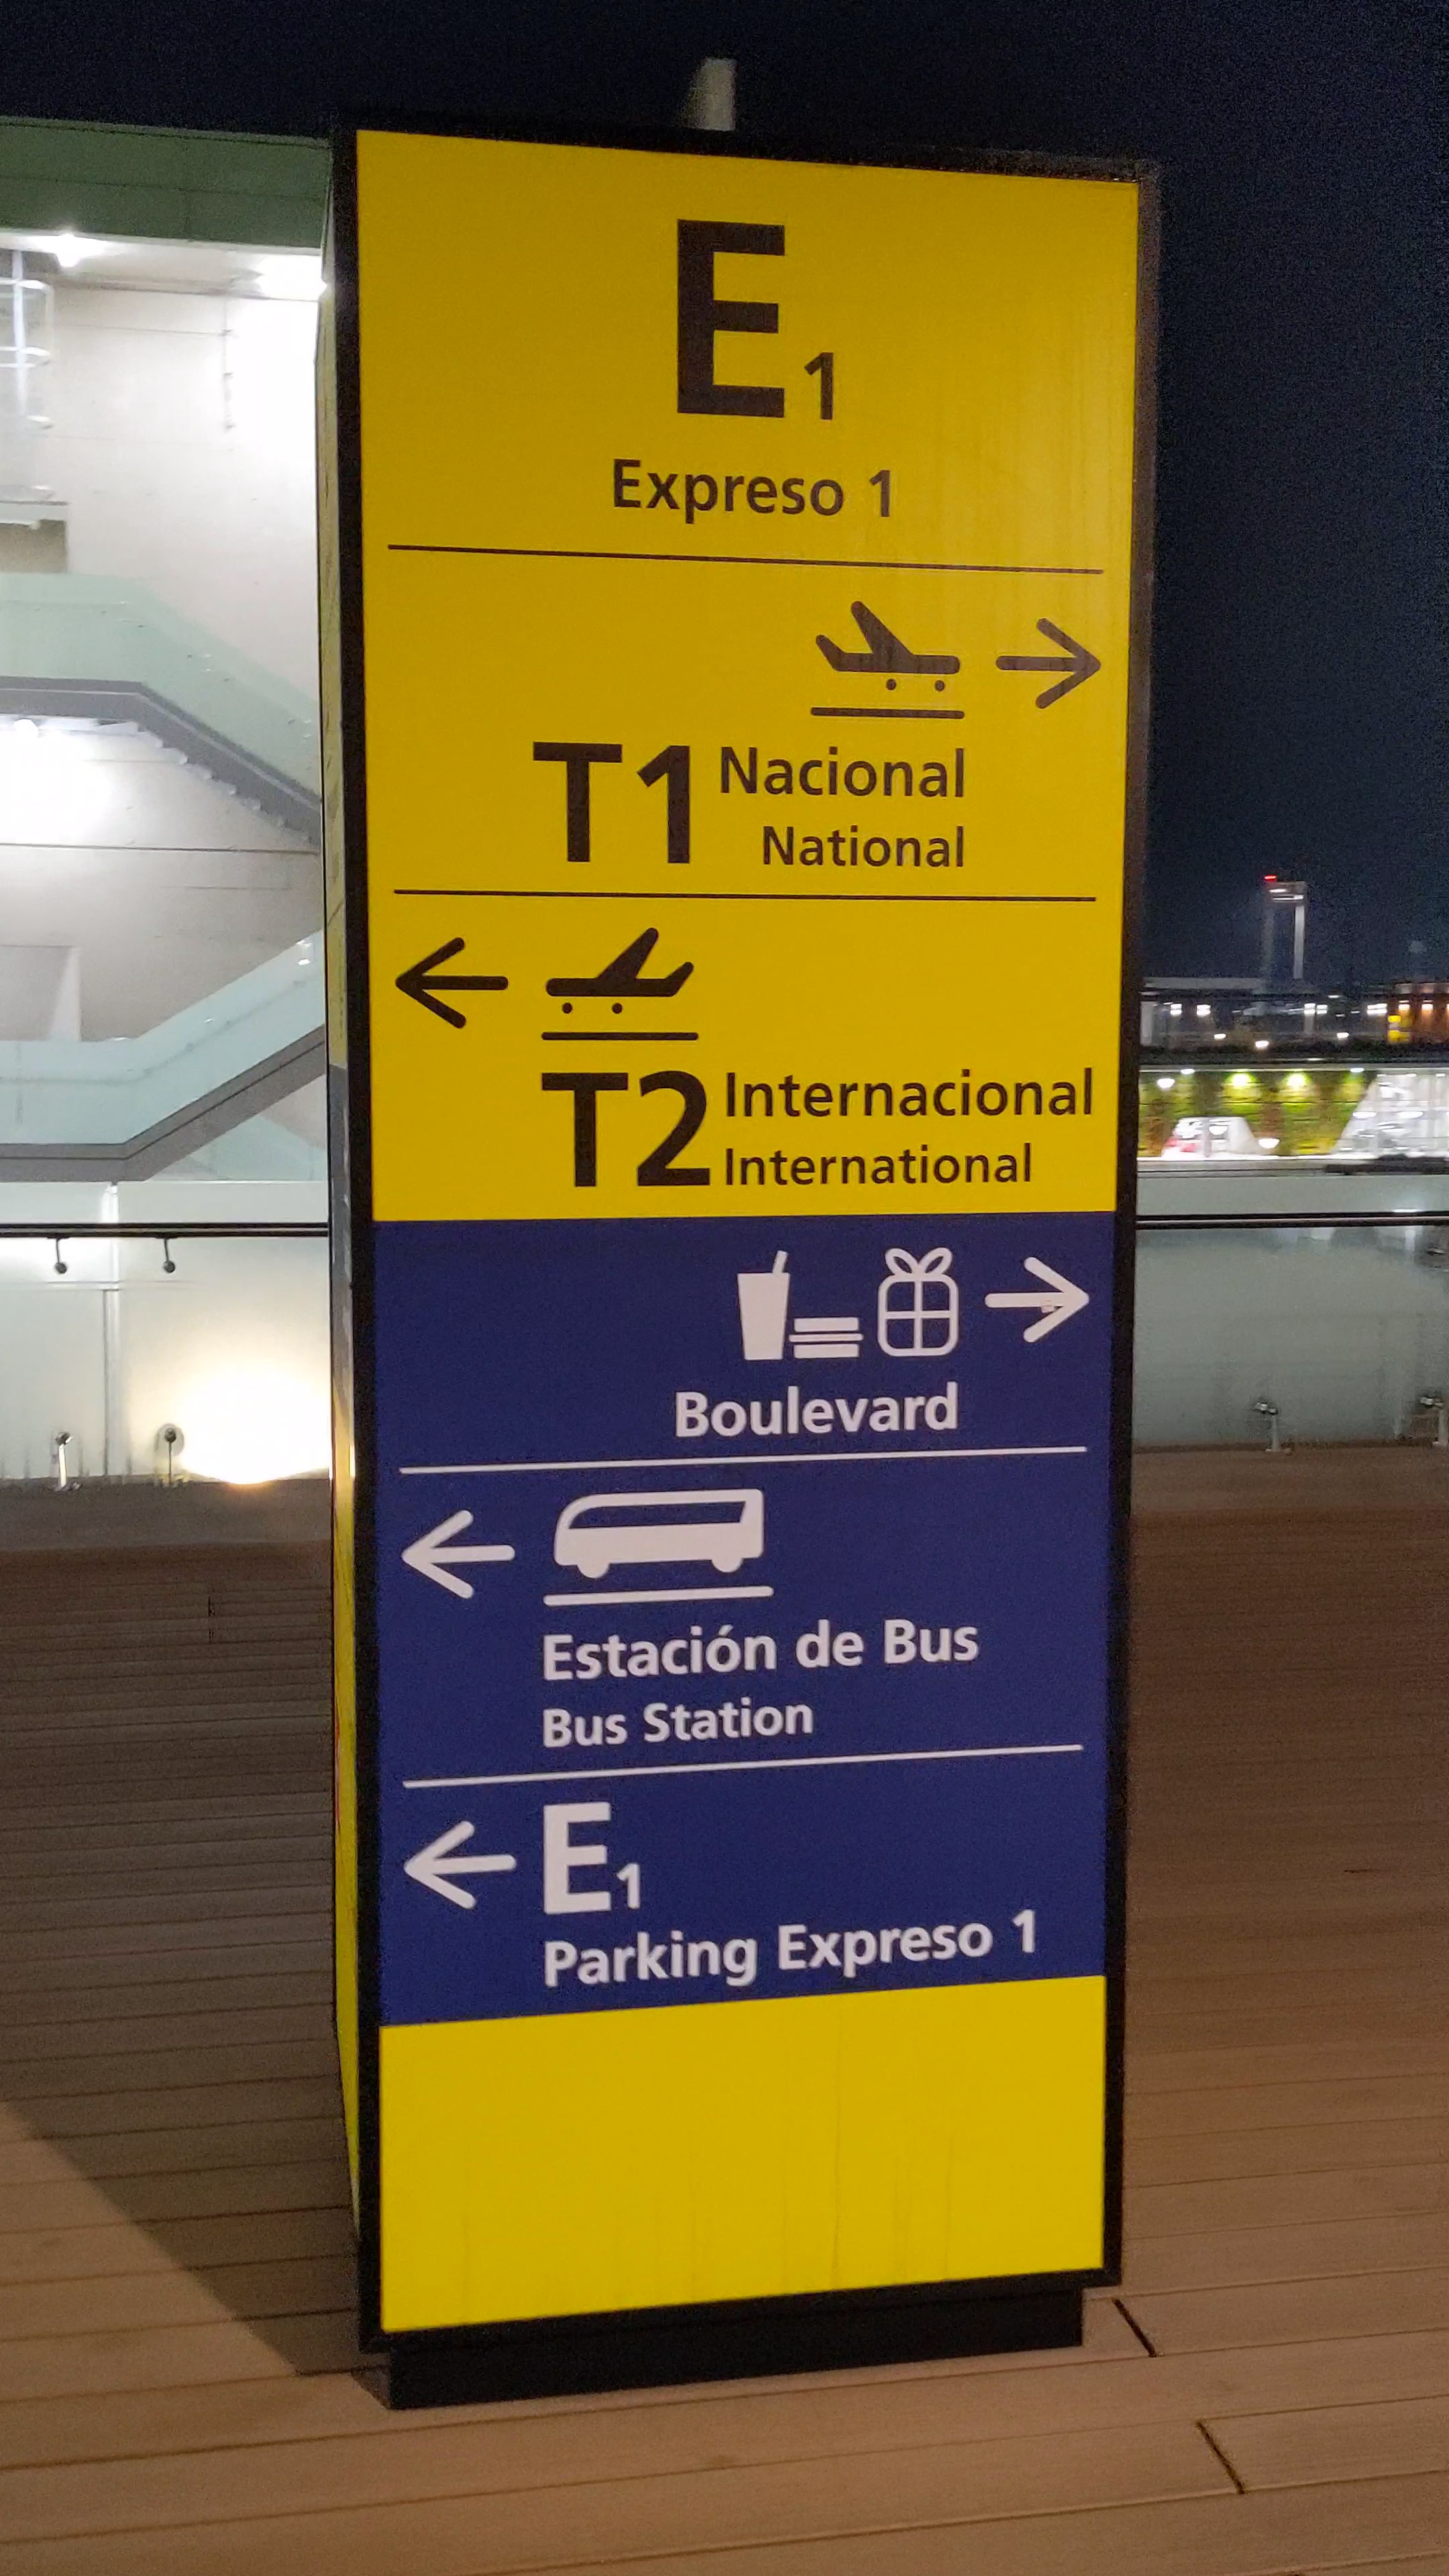 E1
Expreso 1
T1 Nacional
National
T2 Internacional
International
Boulevard
Estación de Bus
Bus Station
E1
Parking Expreso 1